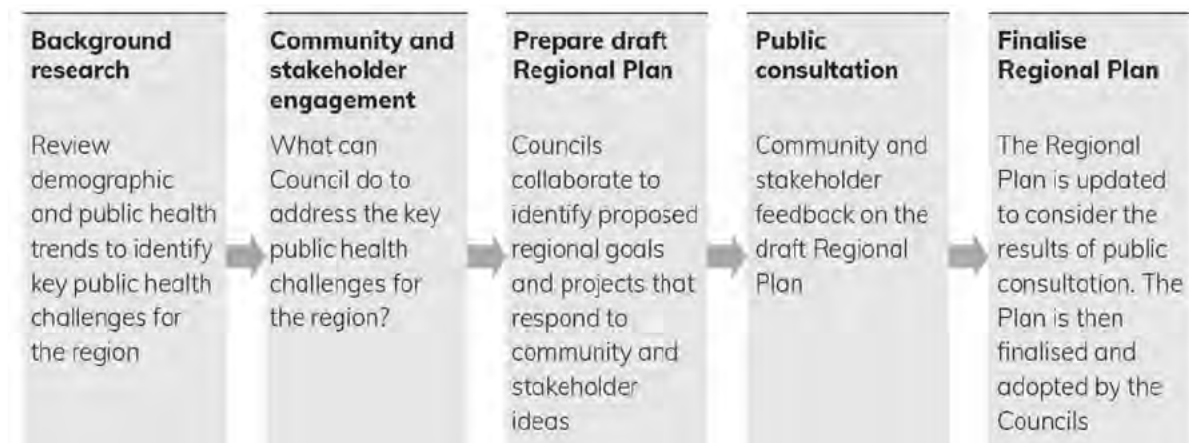 Background
research
Review
demographic
and public health
trends to identify
key public health
challenges for
the region
Community and
stakeholder
engagement
What can
Council do to
address the key
public health
challenges for
the region?
Prepare draft
Regional Plan
Councils
collaborate to
identify proposed
regional goals
and projects that
respond to
community and
stakeholder
ideas
Public
consultation
Community and
stakeholder
feedback on the
draft Regional
Plan
Finalise
Regional Plan
The Regional
Plan is updated
to consider the
results of public
consultation. The
Plan is then
finalised and
adopted by the
Councils